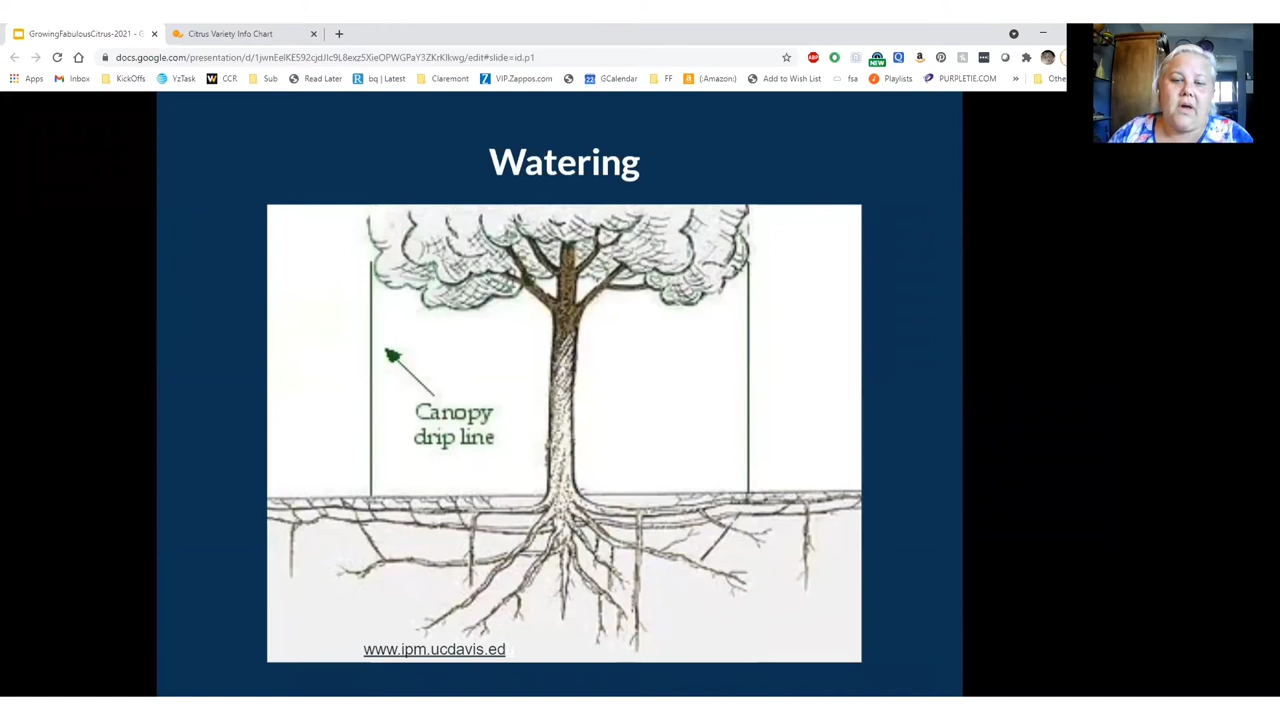 GrowingFabulousCitrus-2021 - G
Citrus Variety Info Chart
docs.google.com/presentation/d/1jwnEdKE592cjdJIc9L8exz5XieOPWGPaY3ZKrKlkwg/edit#slide=id.p1
Apps Inbox KickOffs YzTask CCR Sub Read Later bq | Latest Claremont VIP.Zappos.com GCalendar FF (:Amazon:) Add to Wish List fsa Playlists PURPLETIE.COM » Othe
Watering
Canopy
drip line
www.ipm.ucdavis.ed